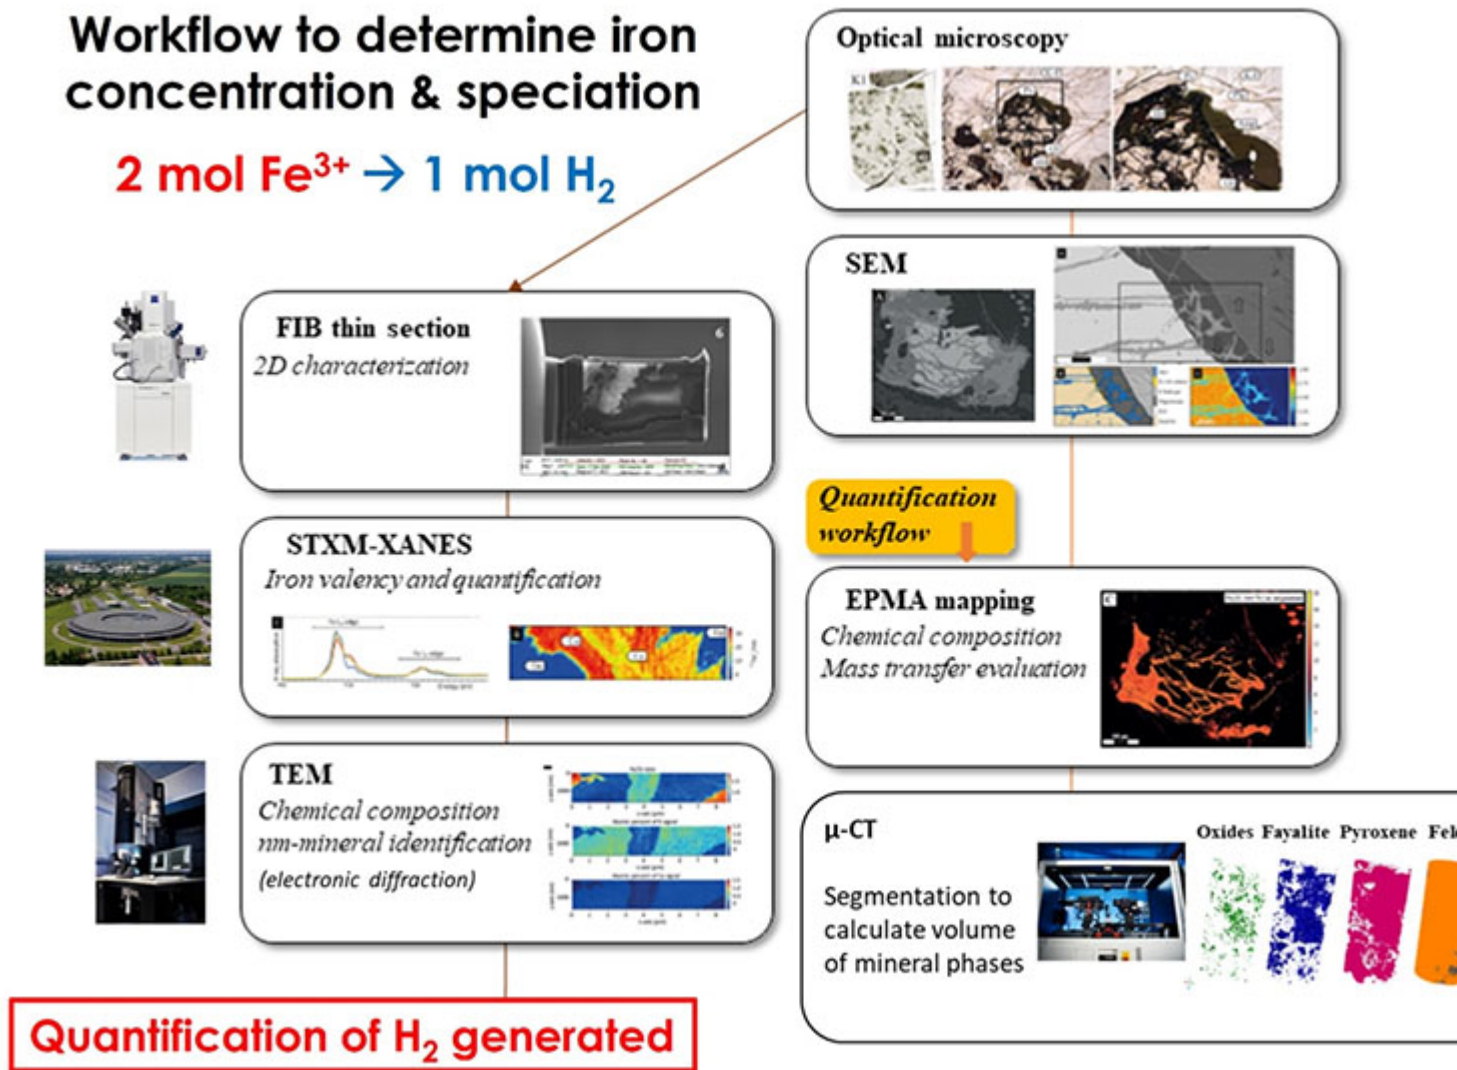 Workflow to determine iron
concentration & speciation
2 mol Fe³⁺ → 1 mol H₂
Optical microscopy
K1
SEM
A
FIB thin section
2D characterization
6
Quantification
workflow
STXM-XANES
Iron valency and quantification
EPMA mapping
Chemical composition
Mass transfer evaluation
C
TEM
Chemical composition
nm-mineral identification
(electronic diffraction)
μ-CT
Oxides Fayalite Pyroxene Fel
Segmentation to
calculate volume
of mineral phases
Quantification of H₂ generated